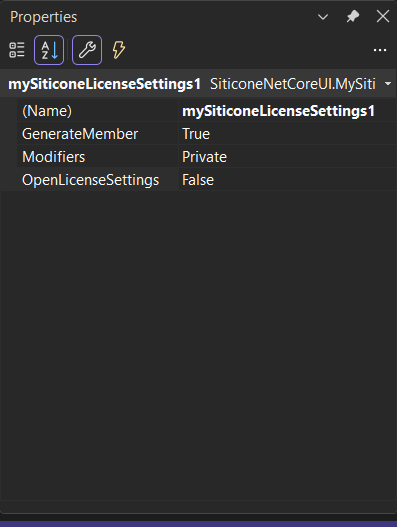 Properties
A
Z
mySiticoneLicenseSettings1 SiticoneNetCoreUI.MySiti
(Name) mySiticoneLicenseSettings1
GenerateMember True
Modifiers Private
OpenLicenseSettings False